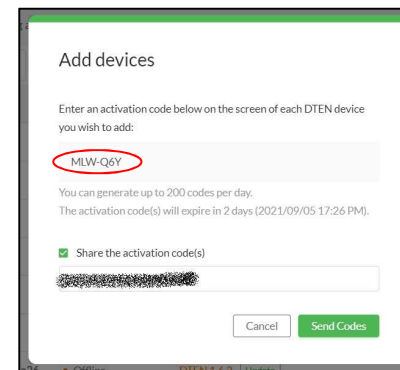 Add devices
Enter an activation code below on the screen of each DTEN device
you wish to add:
MLW-Q6Y
You can generate up to 200 codes per day.
The activation code(s) will expire in 2 days (2021/09/05 17:26 PM).
Share the activation code(s)
Cancel Send Codes
Offline DTEN 1.6.2 Update